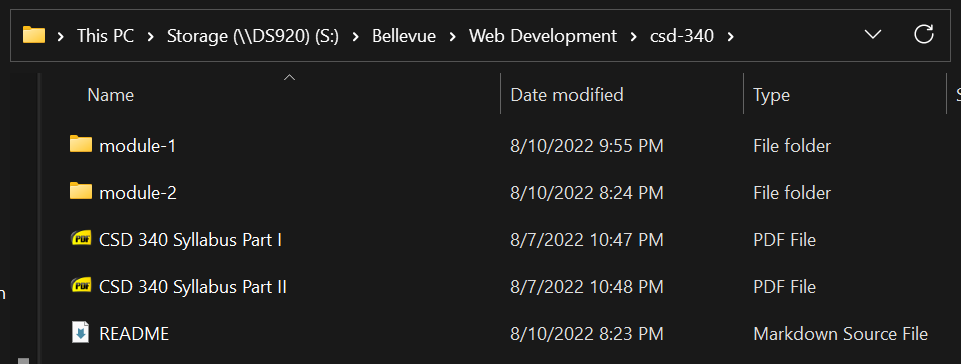 This PC > Storage (\\DS920) (S:) > Bellevue > Web Development > csd-340 >
Name Date modified Type
module-1 8/10/2022 9:55 PM File folder
module-2 8/10/2022 8:24 PM File folder
PDF CSD 340 Syllabus Part I 8/7/2022 10:47 PM PDF File
PDF CSD 340 Syllabus Part II 8/7/2022 10:48 PM PDF File
README 8/10/2022 8:23 PM Markdown Source File